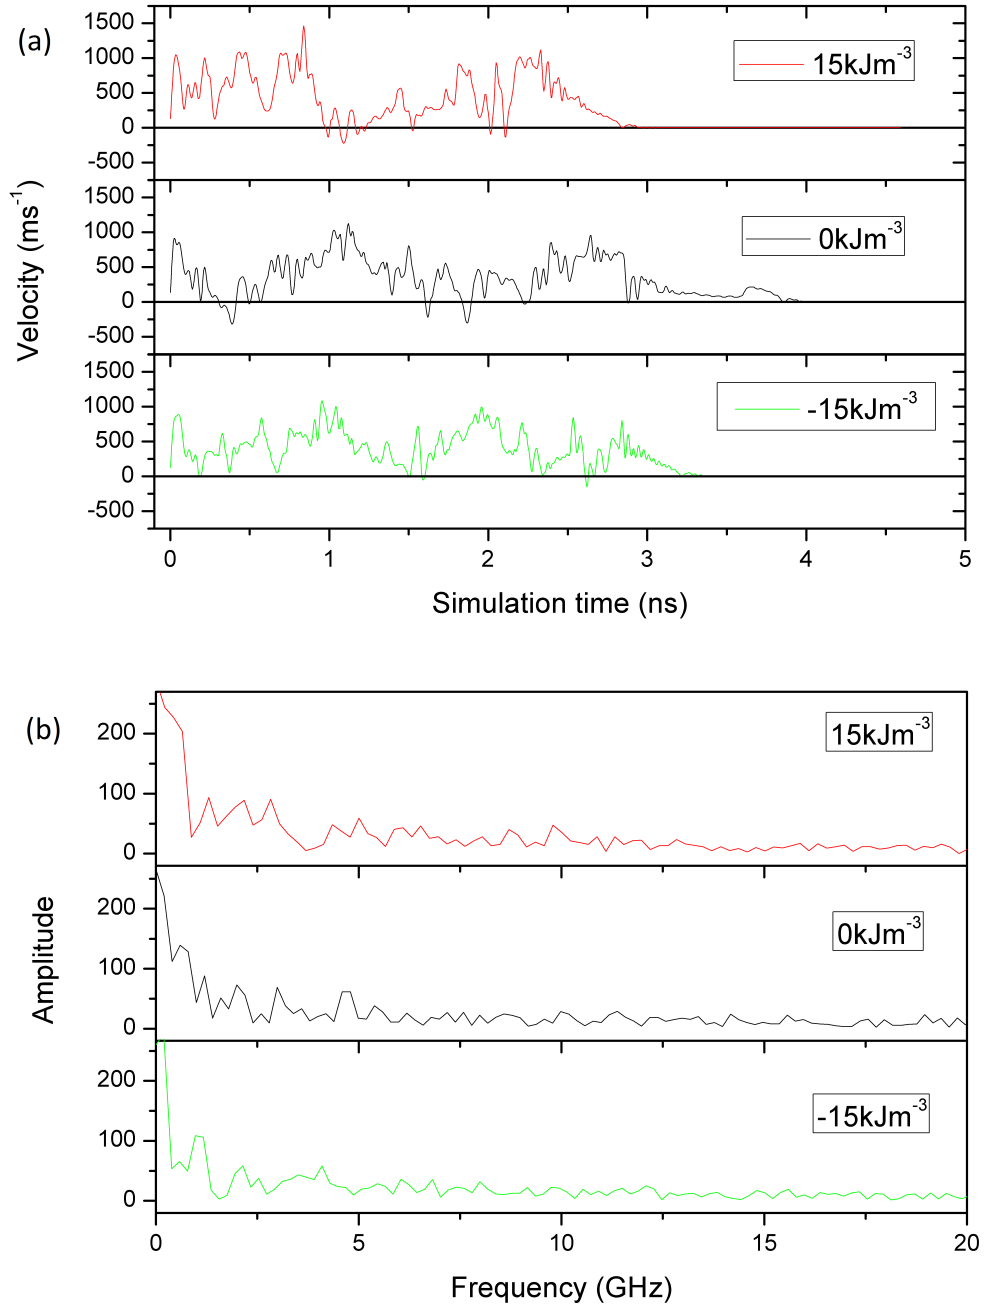 (a)
1500
1000
500
0
-500
15kJm⁻³
1500
1000
500
0
-500
0kJm⁻³
1500
1000
500
0
-500
-15kJm⁻³
Velocity (ms⁻¹)
0 1 2 3 4 5
Simulation time (ns)
(b)
200
100
0
15kJm⁻³
200
100
0
0kJm⁻³
200
100
0
-15kJm⁻³
Amplitude
0 5 10 15 20
Frequency (GHz)